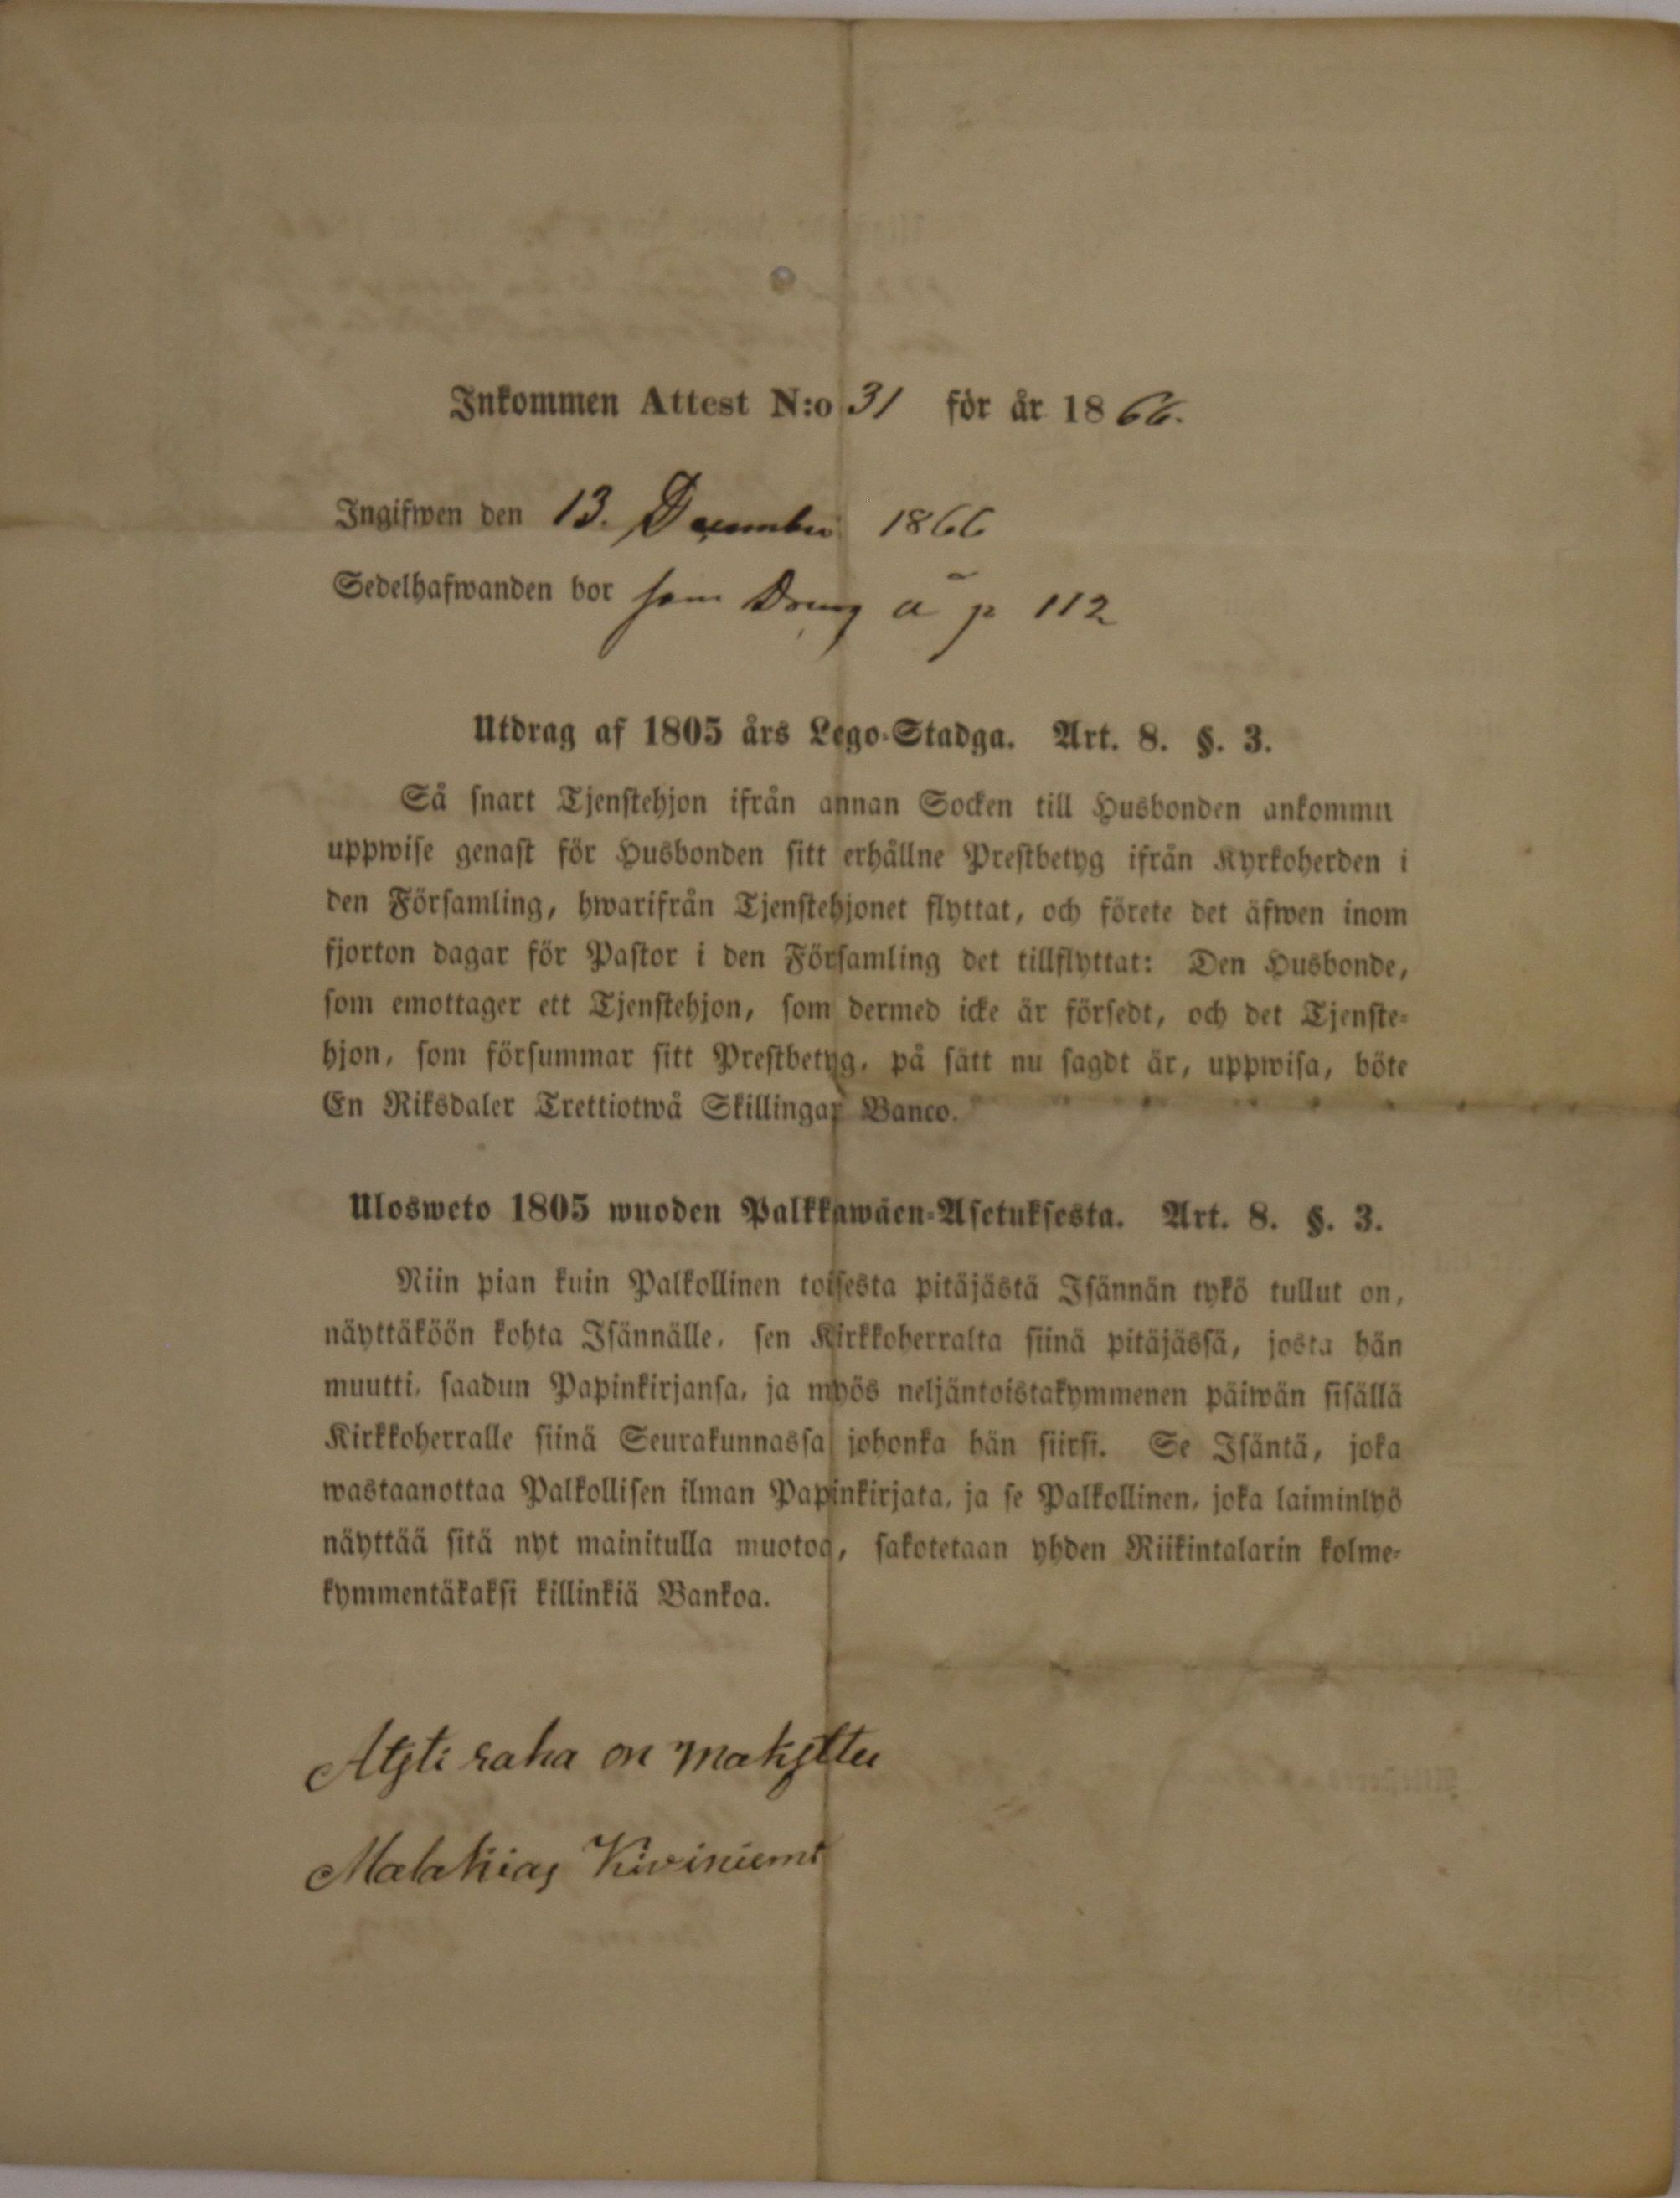 Inkommen Attest N:o 31 för år 1866.
Ingifwen den 13. December 1866
Sedelhafwanden bor som Dreng å p 112
Utdrag af 1805 års Lego-Stadga. Art. 8. §. 3.
Så snart Tjenstehjon ifrån annan Socken till Husbonden ankommit
uppwise genast för Husbonden sitt erhållne Prestbetyg ifrån Kyrkoherden i
den Församling, hwarifrån Tjenstehjonet flyttat, och förete det äfwen inom
fjorton dagar för Pastor i den Församling det tillflyttat: Den Husbonde,
som emottager ett Tjenstehjon, som dermed icke är försedt, och det Tjenste-
hjon, som försummar sitt Prestbetyg, på sätt nu sagdt är, uppwisa, böte
En Riksdaler Trettiotwå Skillingar Banco.
Ulosweto 1805 wuoden Palkkawäen-Asetuksesta. Art. 8. §. 3.
Niin pian kuin Palkollinen toisesta pitäjästä Isännän tykö tullut on,
näyttäköön kohta Isännälle, sen Kirkkoherralta siinä pitäjässä, josta hän
muutti, saadun Papinkirjansa, ja myös neljäntoistakymmenen päiwän sisällä
Kirkkoherralle siinä Seurakunnassa johonka hän siirsi. Se Isäntä, joka
wastaanottaa Palkollisen ilman Papinkirjata, ja se Palkollinen, joka laiminlyö
näyttää sitä nyt mainitulla muotoa, sakotetaan yhden Riikintalarin kolme-
kymmentäkaksi killinkiä Bankoa.
Atsti raha on maksettu
Malakias Kiviniemi